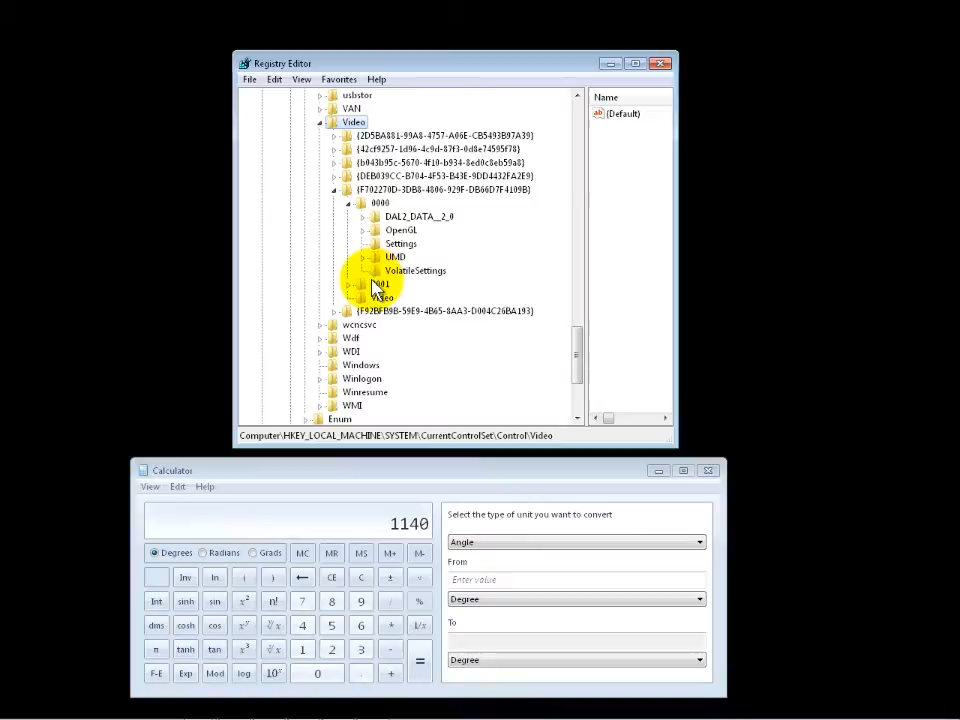 Registry Editor
File Edit View Favorites Help
usbstor
VAN
Video
{2D5BA881-99A8-4757-A06E-CB5493B97A39}
{42cf9257-1d96-4c9d-87f3-0d8e74595f78}
{b043b95c-5670-4f10-b934-8ed0c8eb59a8}
{DEB039CC-B704-4F53-B43E-9DD4432FA2E9}
{F702270D-3DB8-4806-929F-DB66D7F4109B}
0000
DAL2_DATA__2_0
OpenGL
Settings
UMD
VolatileSettings
Video
{F92BFB9B-59E9-4B65-8AA3-D004C26BA193}
wcncsvc
Wdf
WDI
Windows
Winlogon
Winresume
WMI
Enum
Name
(Default)
Computer\HKEY_LOCAL_MACHINE\SYSTEM\CurrentControlSet\Control\Video
Calculator
View Edit Help
1140
Degrees Radians Grads MC MR MS M+ M-
Inv ln ( ) ← CE C ±
Int sinh sin x² n! 7 8 9 / %
dms cosh cos xʸ ʸ√x 4 5 6 * 1/x
π tanh tan x³ ³√x 1 2 3 - =
F-E Exp Mod log 10ˣ 0 . +
Select the type of unit you want to convert
Angle
From
Enter value
Degree
To
Degree